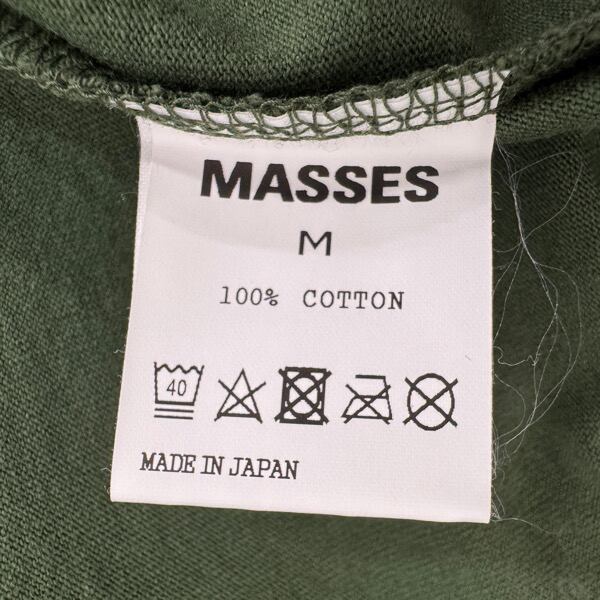 MASSES
M
100% COTTON
40
MADE IN JAPAN